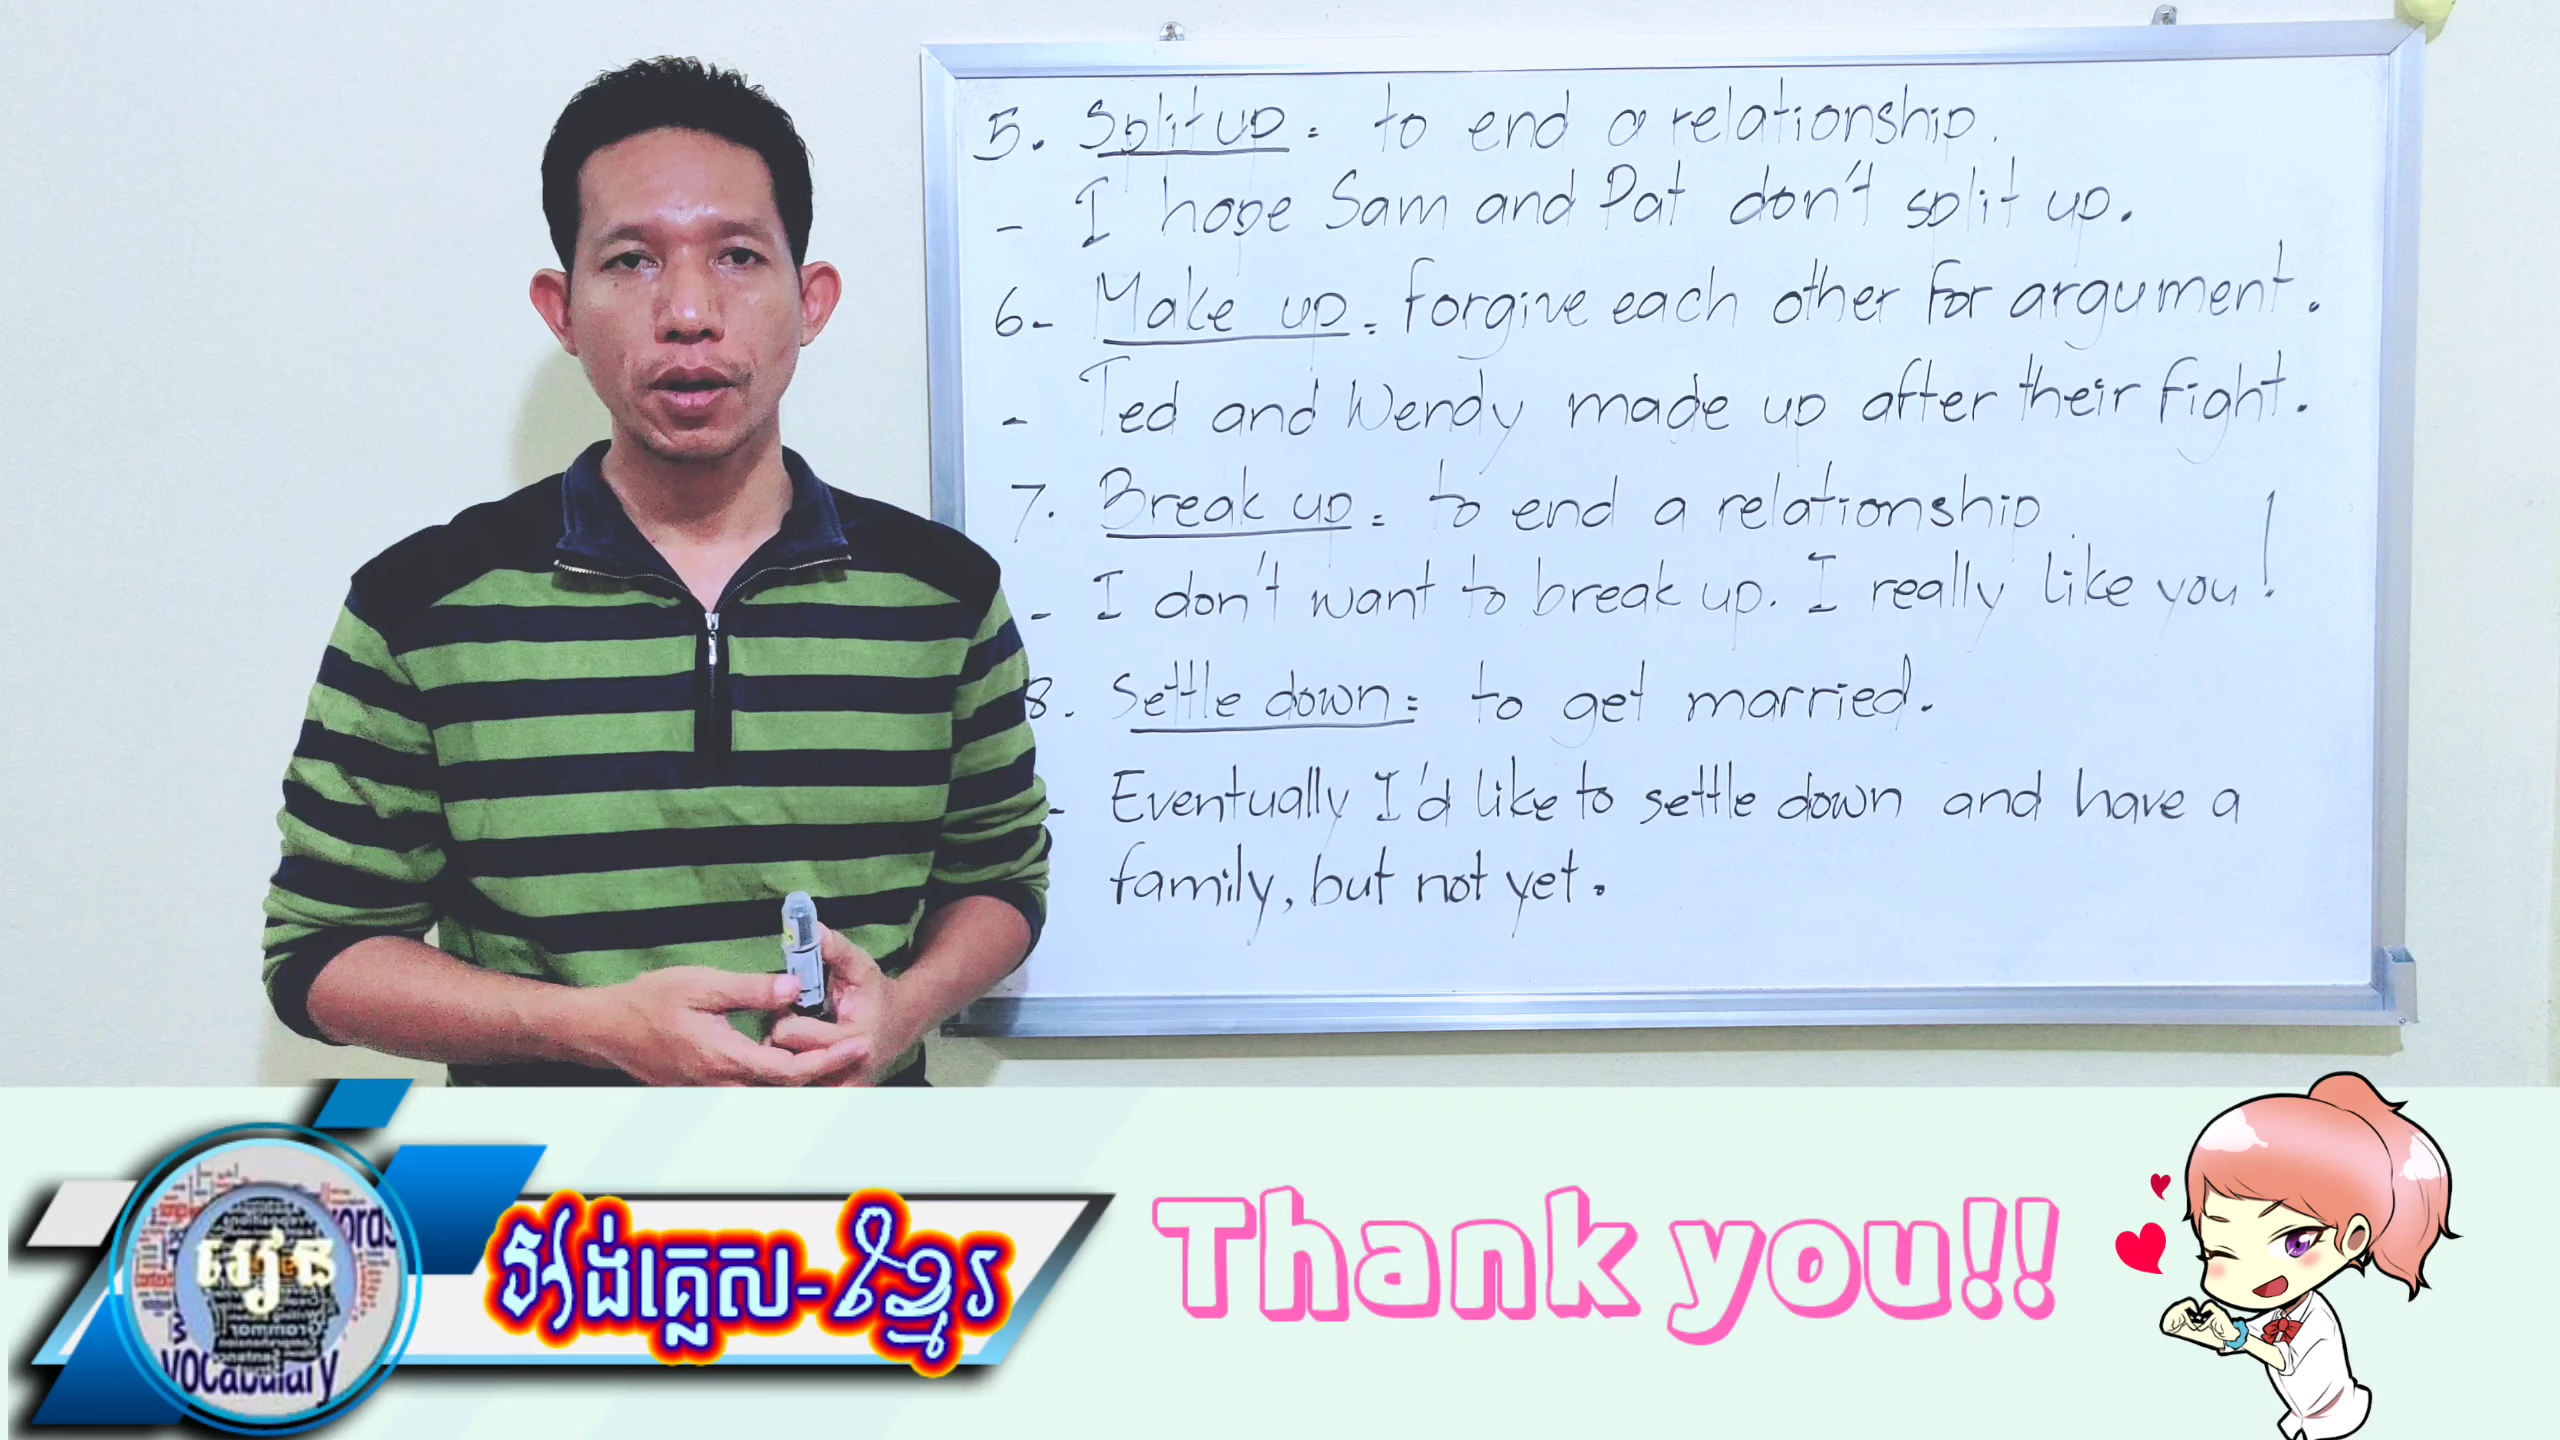 5. Split up = to end a relationship.
- I hope Sam and Pat don't split up.
6- Make up = forgive each other for argument.
- Ted and Wendy made up after their fight.
7. Break up = to end a relationship
- I don't want to break up. I really like you!
8. Settle down = to get married.
- Eventually I'd like to settle down and have a
family, but not yet.
រៀន
vocabulary
អង់គ្លេស-ខ្មែរ
Thank you!!